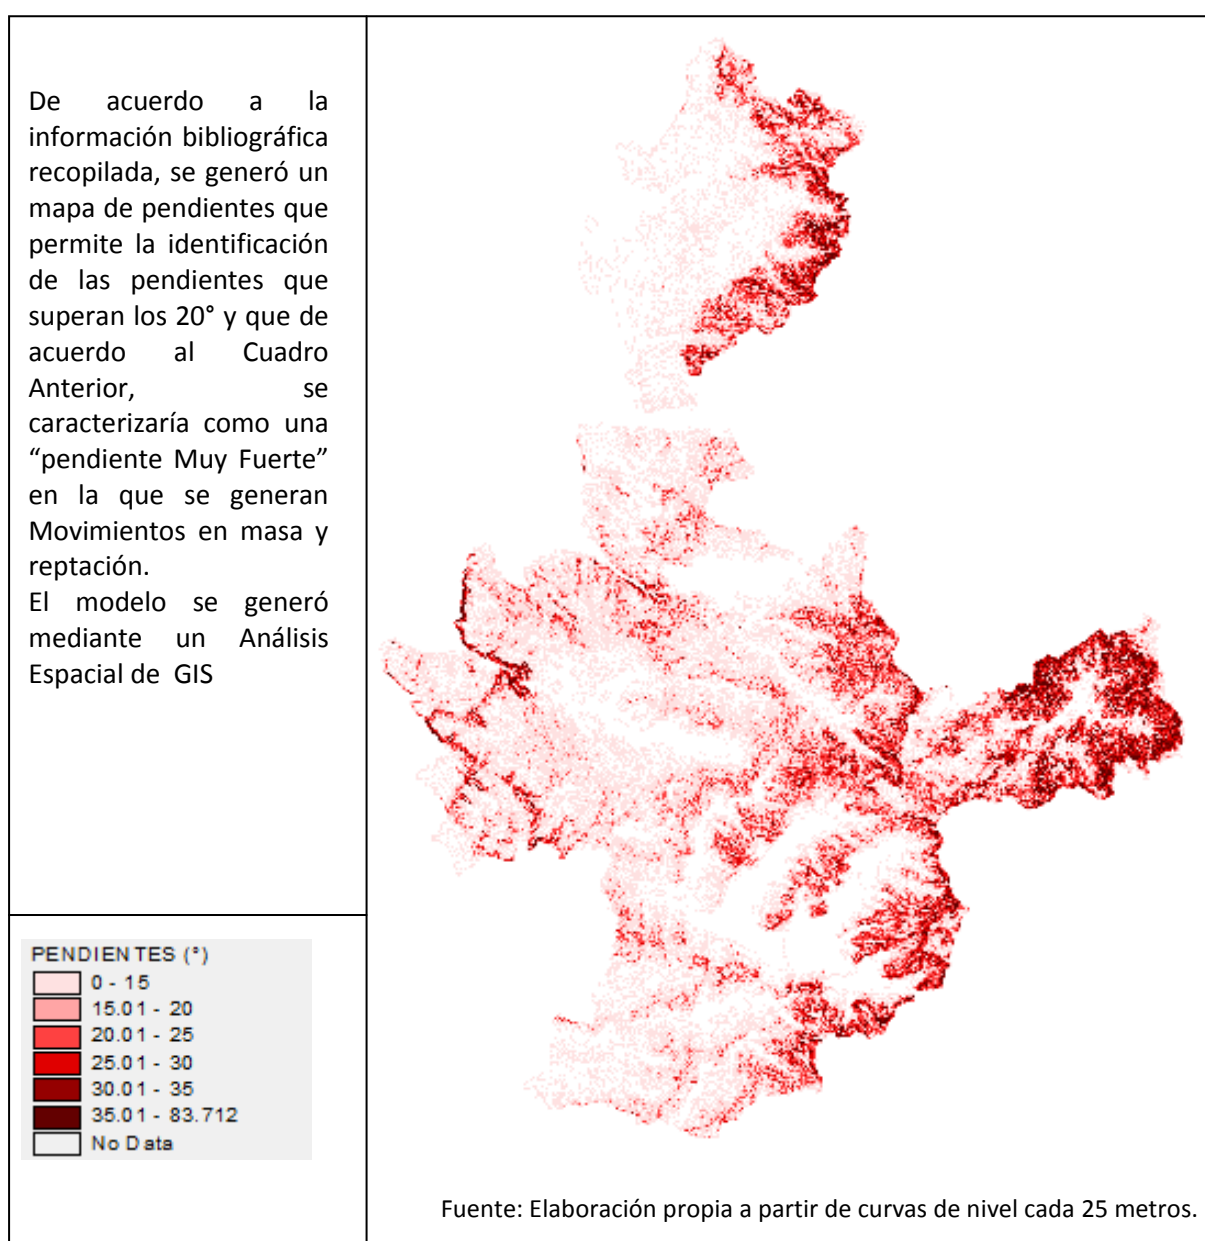 De acuerdo a la
información bibliográfica
recopilada, se generó un
mapa de pendientes que
permite la identificación
de las pendientes que
superan los 20° y que de
acuerdo al Cuadro
Anterior, se
caracterizaría como una
“pendiente Muy Fuerte”
en la que se generan
Movimientos en masa y
reptación.
El modelo se generó
mediante un Análisis
Espacial de GIS
PENDIENTES (°)
0 - 15
15.01 - 20
20.01 - 25
25.01 - 30
30.01 - 35
35.01 - 83.712
No Data
Fuente: Elaboración propia a partir de curvas de nivel cada 25 metros.